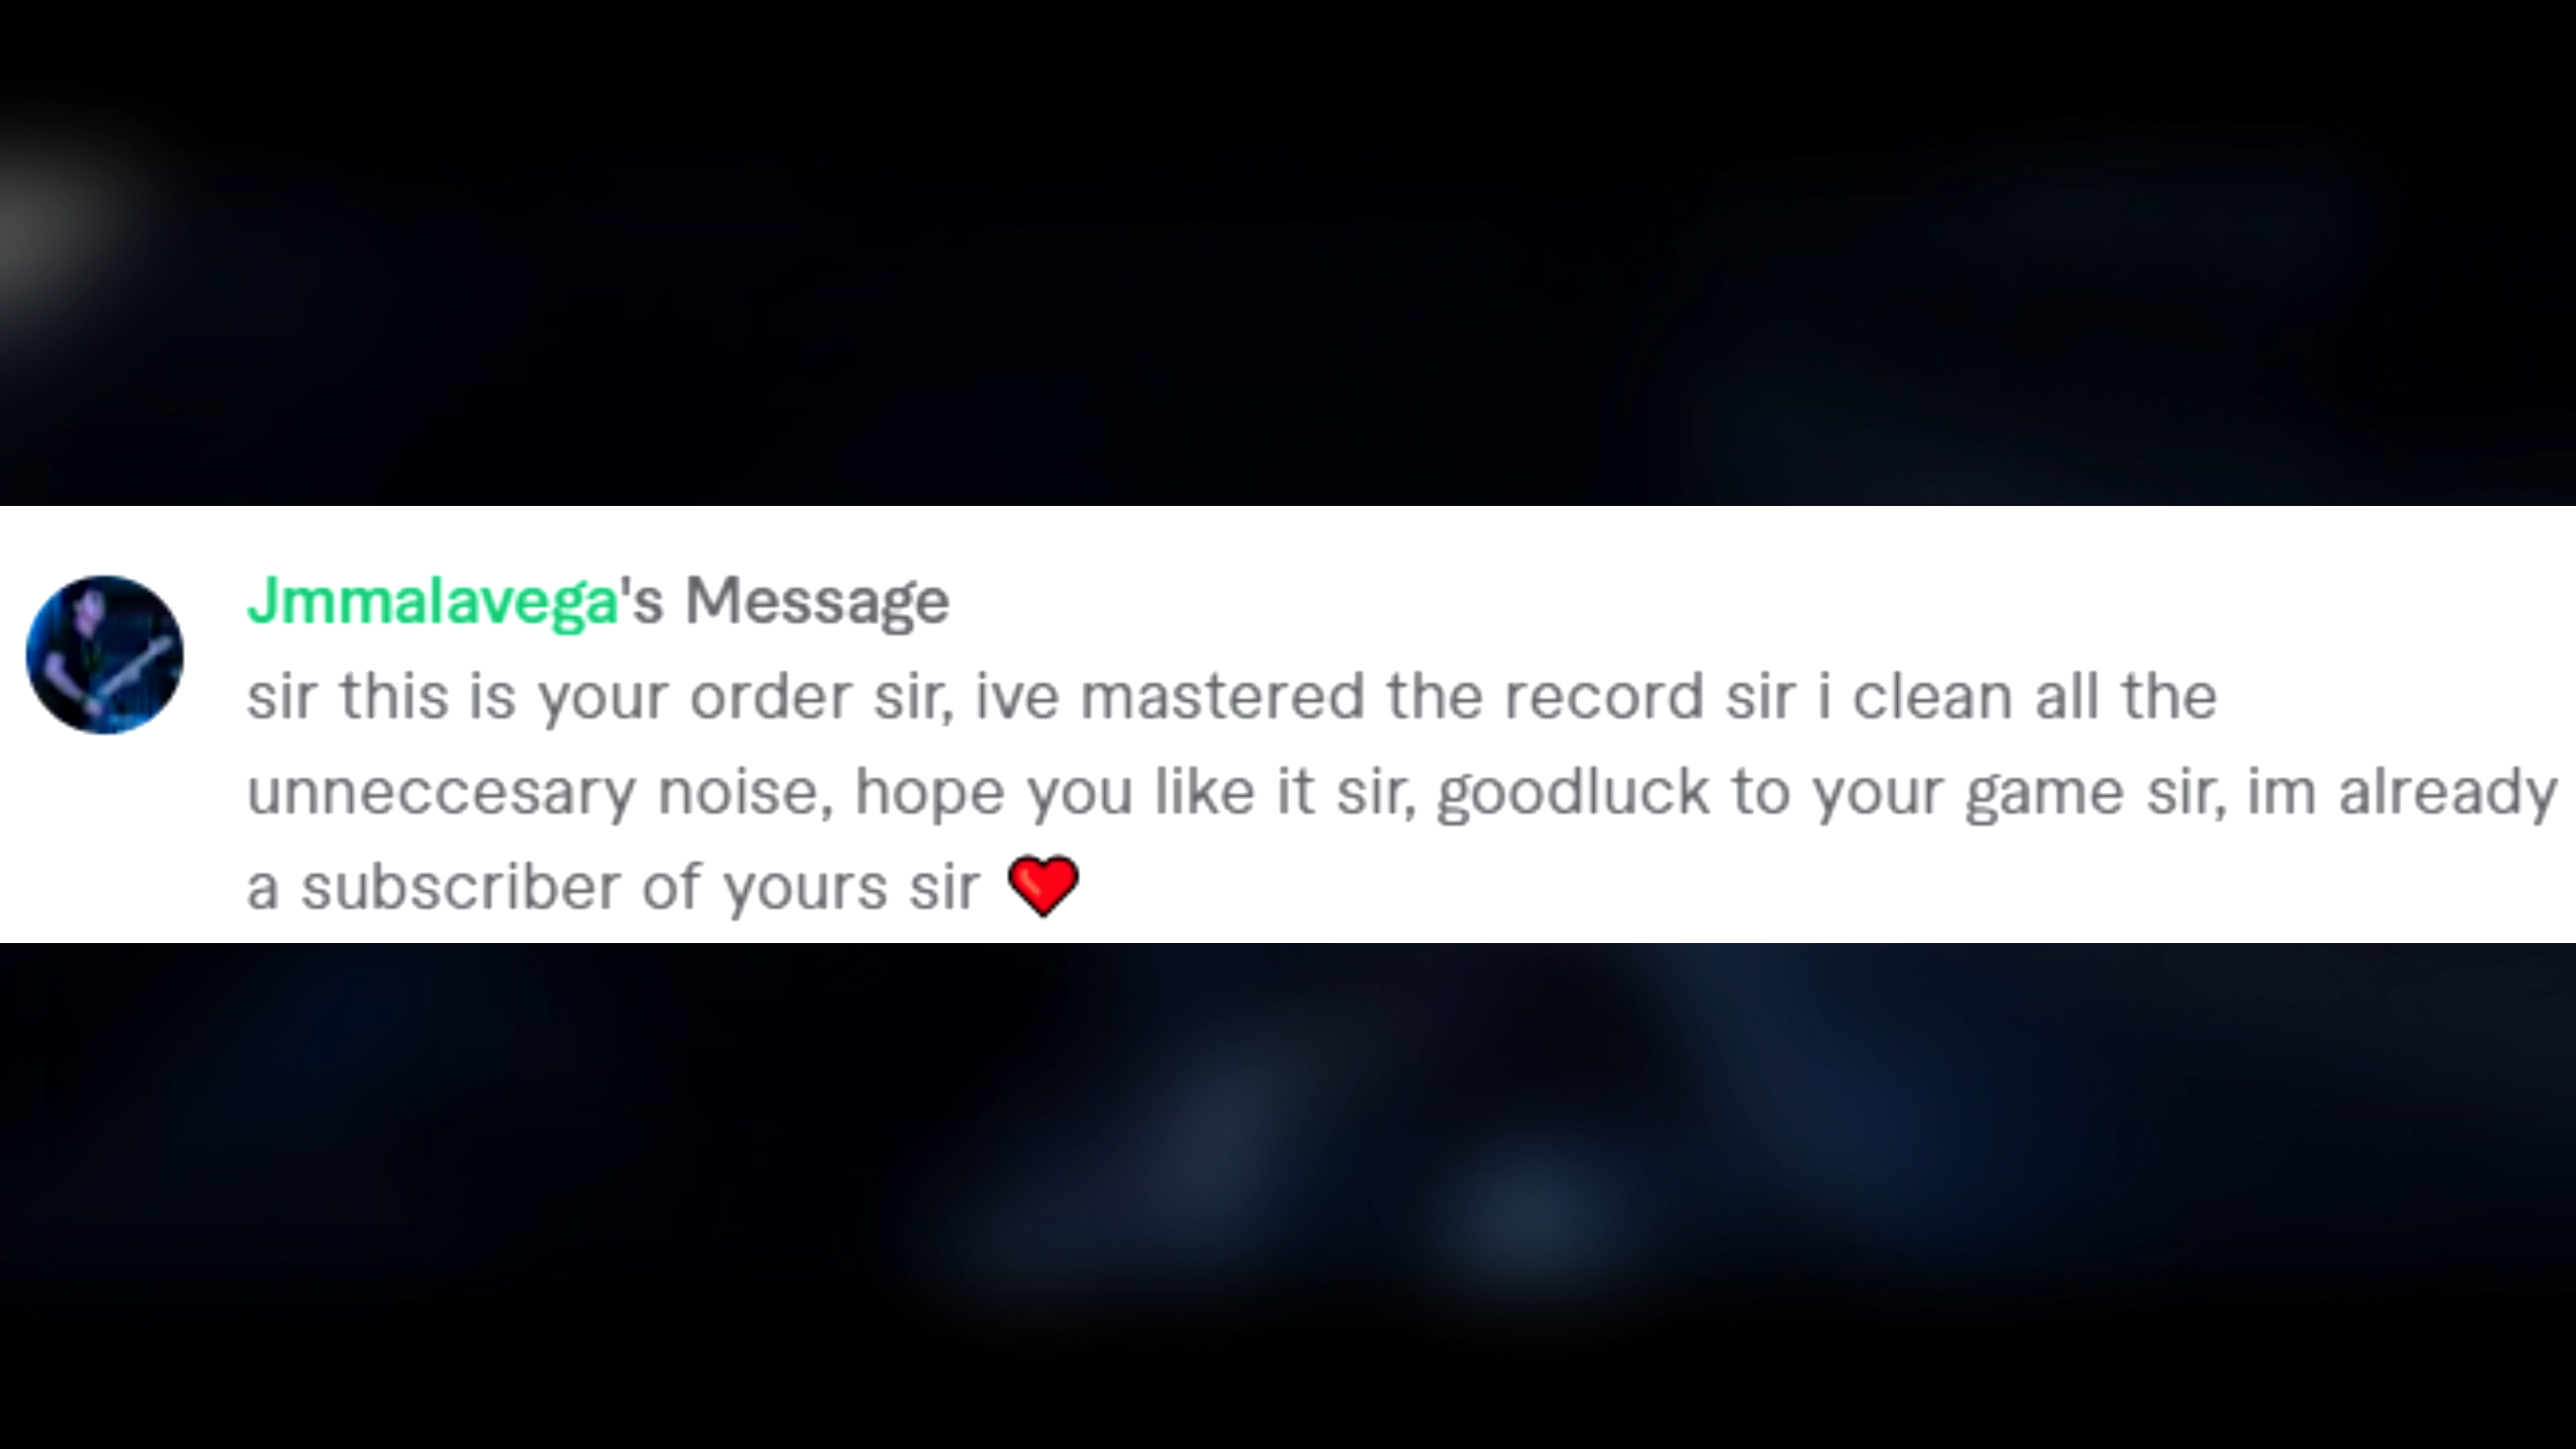 Jmmalavega's Message
sir this is your order sir, ive mastered the record sir i clean all the
unneccesary noise, hope you like it sir, goodluck to your game sir, im already
a subscriber of yours sir ❤️